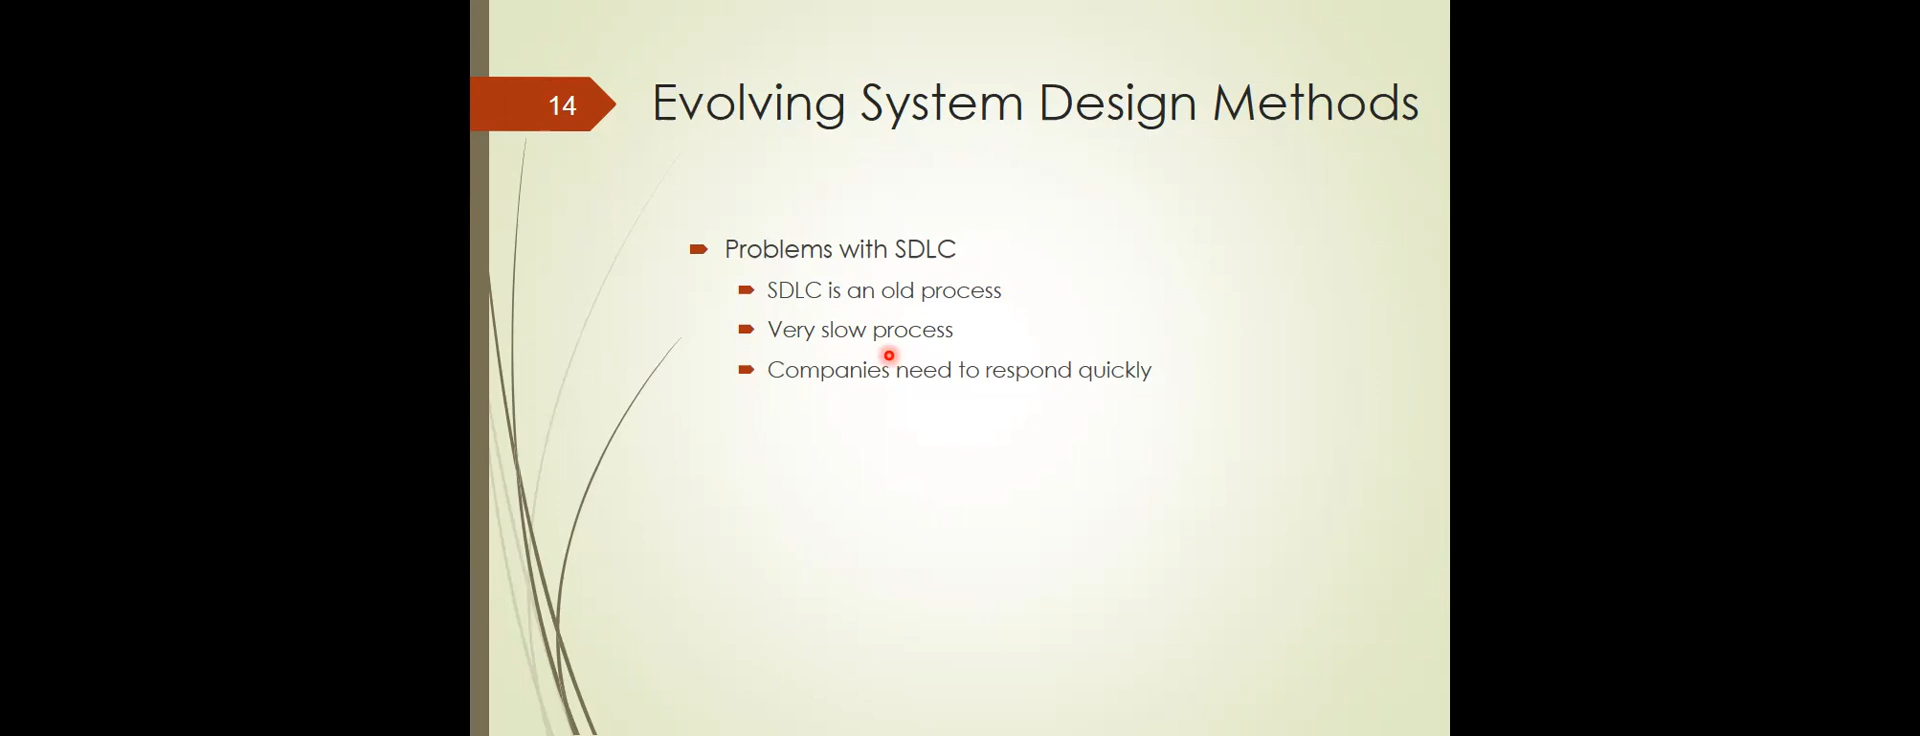 14
Evolving System Design Methods
Problems with SDLC
SDLC is an old process
Very slow process
Companies need to respond quickly